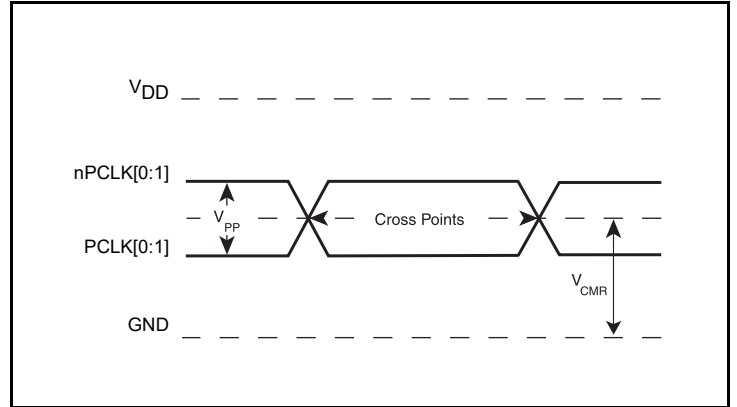 VDD
nPCLK[0:1]
VPP
Cross Points
PCLK[0:1]
VCMR
GND